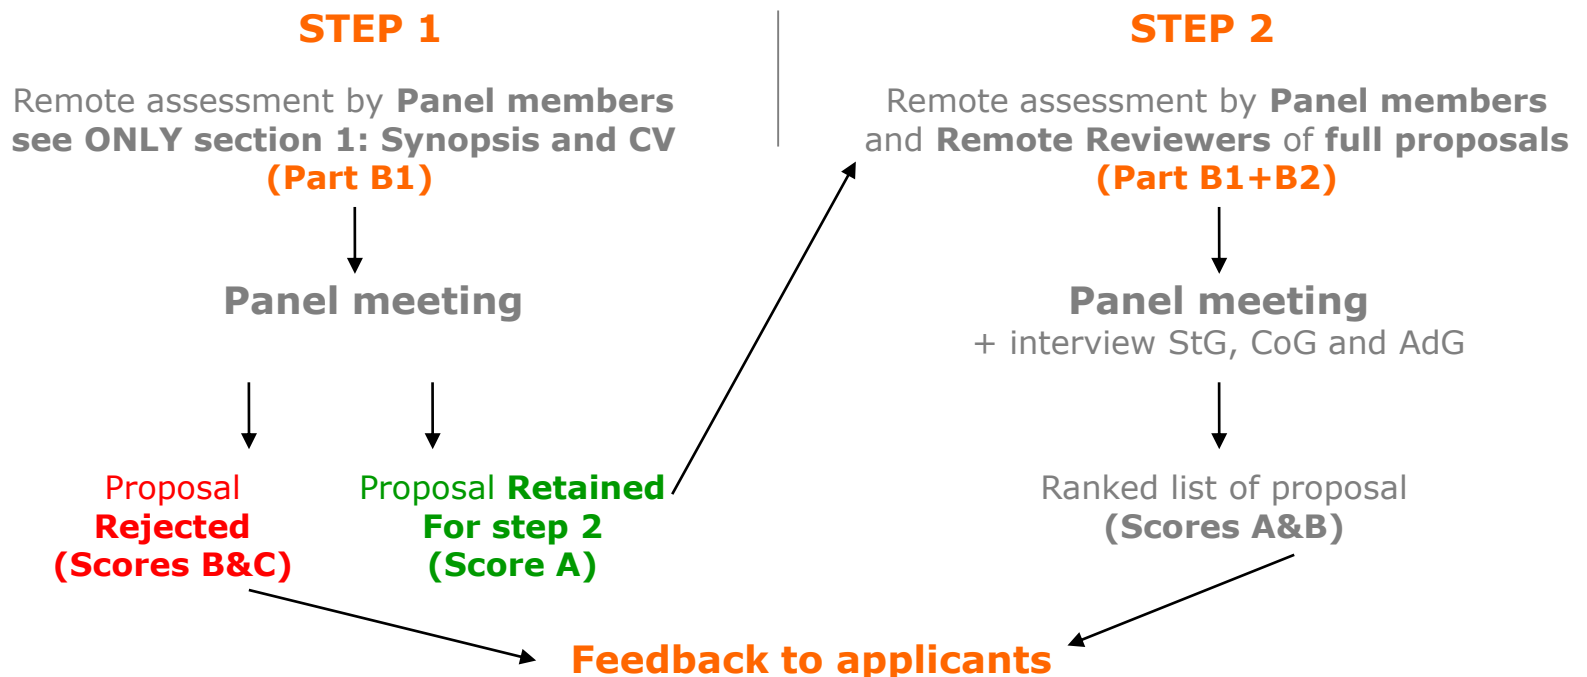 STEP 1
Remote assessment by Panel members
see ONLY section 1: Synopsis and CV
(Part B1)
Panel meeting
Proposal
Rejected
(Scores B&C)
Proposal Retained
For step 2
(Score A)
STEP 2
Remote assessment by Panel members
and Remote Reviewers of full proposals
(Part B1+B2)
Panel meeting
+ interview StG, CoG and AdG
Ranked list of proposal
(Scores A&B)
Feedback to applicants